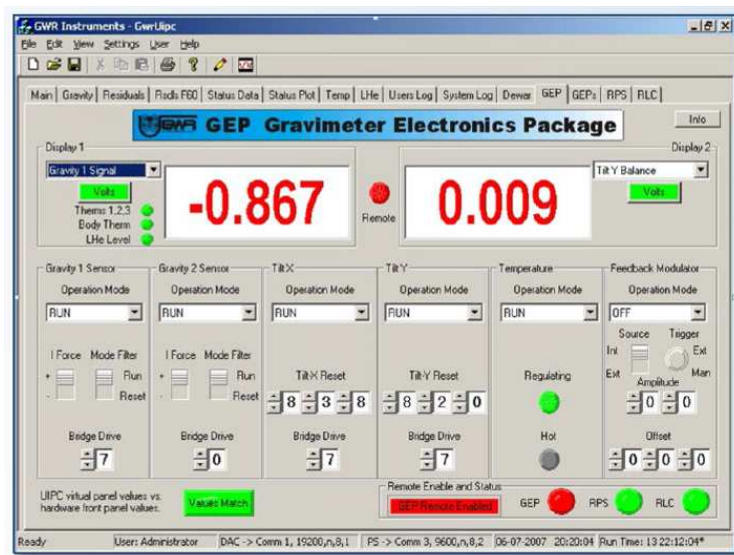 GWR Instruments - GwrUipc
File Edit View Settings User Help
Main Gravity Residuals Rsdls F60 Status Data Status Plot Temp LHe Users Log System Log Dewar GEP GEPs RPS RLC
GWR GEP Gravimeter Electronics Package Info
Display 1 Display 2
Gravity 1 Signal Tilt Y Balance
Volts -0.867 0.009 Volts
Therms 1,2,3
Body Therm Remote
LHe Level
Gravity 1 Sensor Gravity 2 Sensor Tilt X Tilt Y Temperature Feedback Modulator
Operation Mode Operation Mode Operation Mode Operation Mode Operation Mode Operation Mode
RUN RUN RUN RUN RUN OFF
Source Trigger
I Force Mode Filter I Force Mode Filter Int Ext
+ Run + Run Tilt-X Reset Tilt-Y Reset Regulating Ext Man
- Reset - Reset Amplitude
8 3 8 8 2 0 0 0
Bridge Drive Bridge Drive Bridge Drive Bridge Drive Hot Offset
7 0 7 7 0 0 0
UIPC virtual panel values vs. hardware front panel values. Values Match
Remote Enable and Status
GEP Remote Enabled GEP RPS RLC
Ready User: Administrator DAC -> Comm 1, 19200,n,8,1 PS -> Comm 3, 9600,n,8,2 06-07-2007 20:20:04 Run Time: 13 22:12:04*